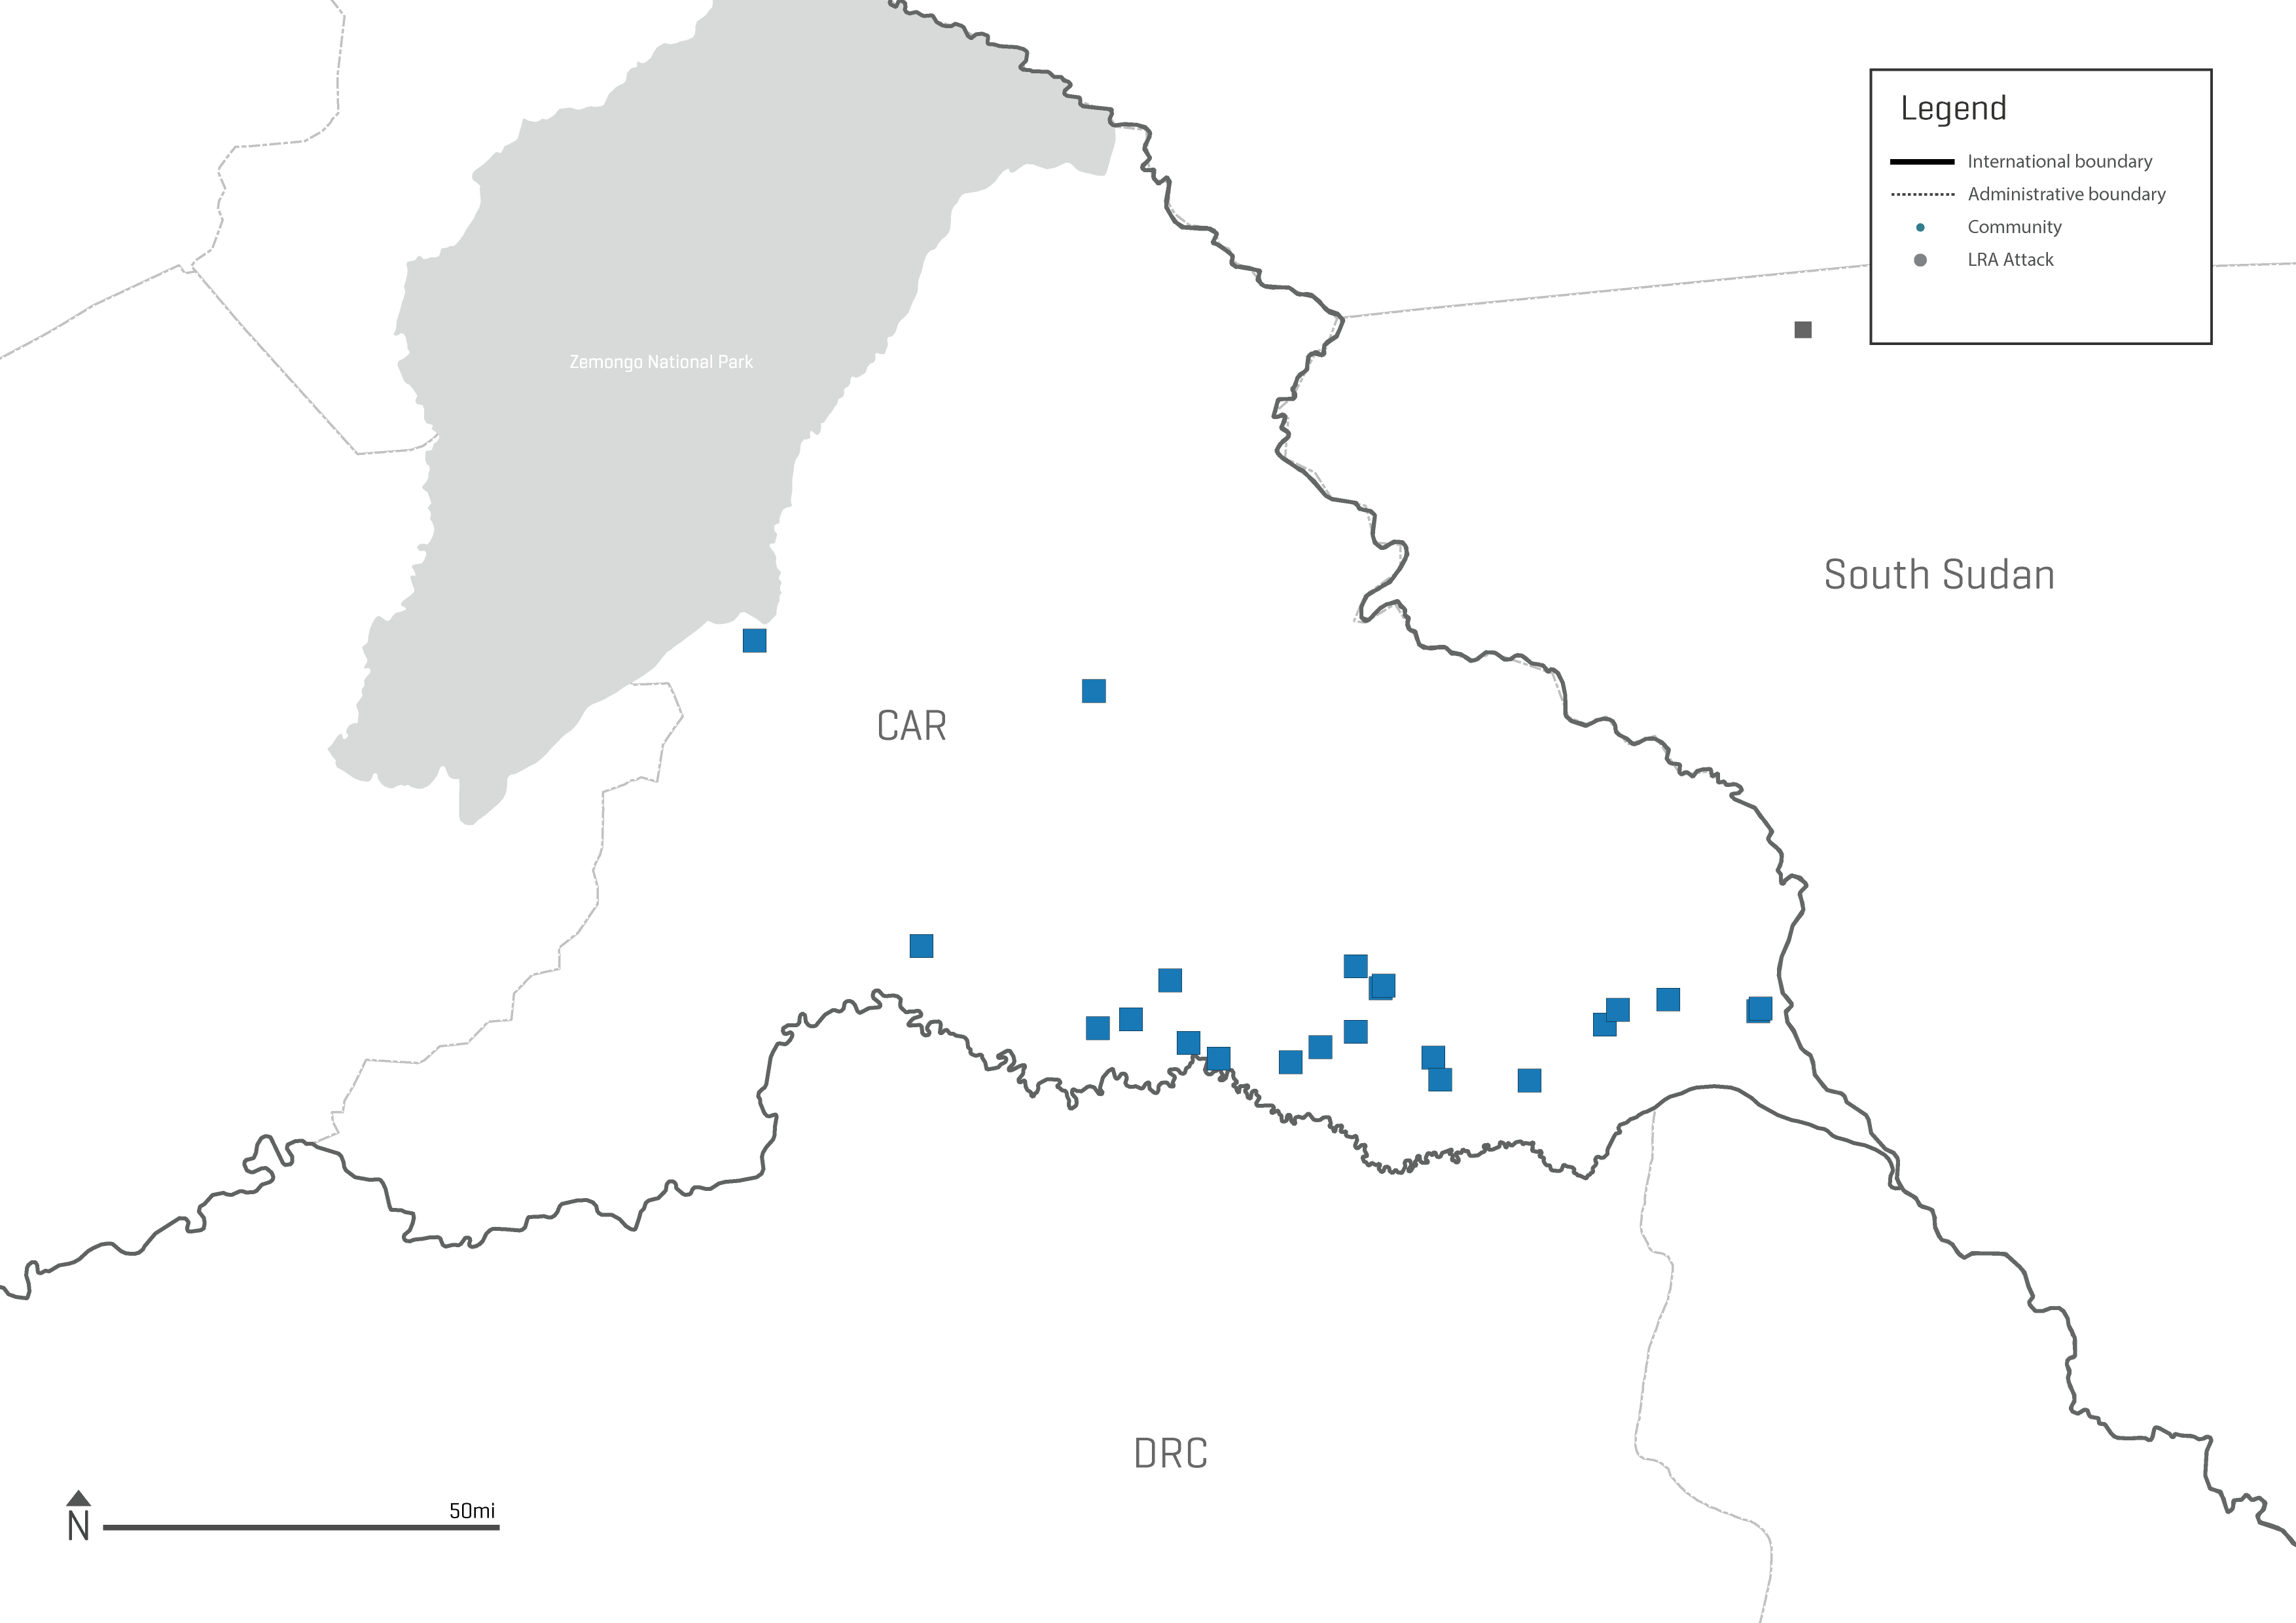 Legend
International boundary
Administrative boundary
Community
LRA Attack
Zemongo National Park
South Sudan
CAR
DRC
50mi
N